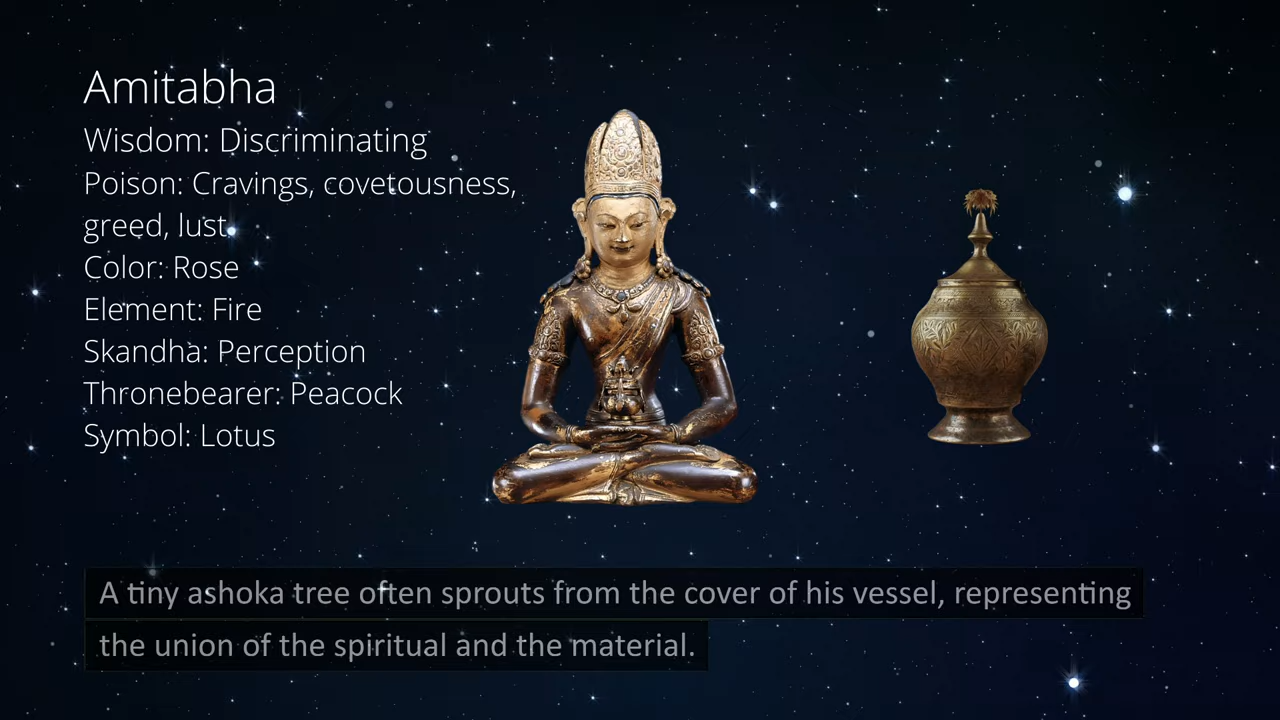 Amitabha
Wisdom: Discriminating
Poison: Cravings, covetousness,
greed, lust
Color: Rose
Element: Fire
Skandha: Perception
Thronebearer: Peacock
Symbol: Lotus
A tiny ashoka tree often sprouts from the cover of his vessel, representing
the union of the spiritual and the material.